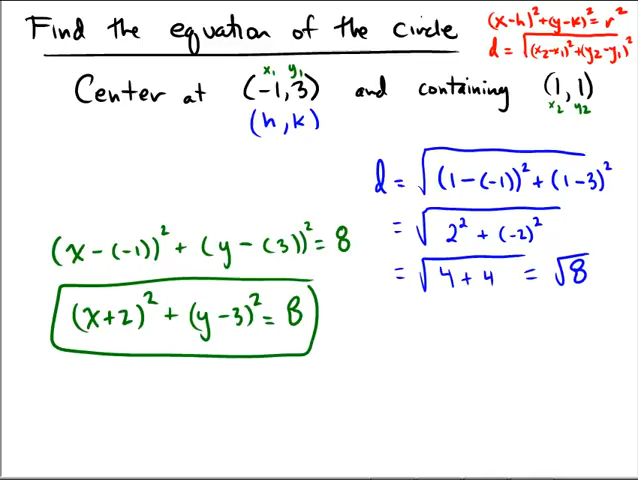 Find the equation of the circle
(x-h)²+(y-k)²=r²
d = √(x₂-x₁)²+(y₂-y₁)²
x₁ y₁
Center at (-1,3) and containing (1,1)
(h,k)
x₂ y₂
d = √(1-(-1))²+(1-3)²
= √2²+(-2)²
= √4+4 = √8
(x-(-1))²+(y-(3))²=8
(x+2)²+(y-3)²=8